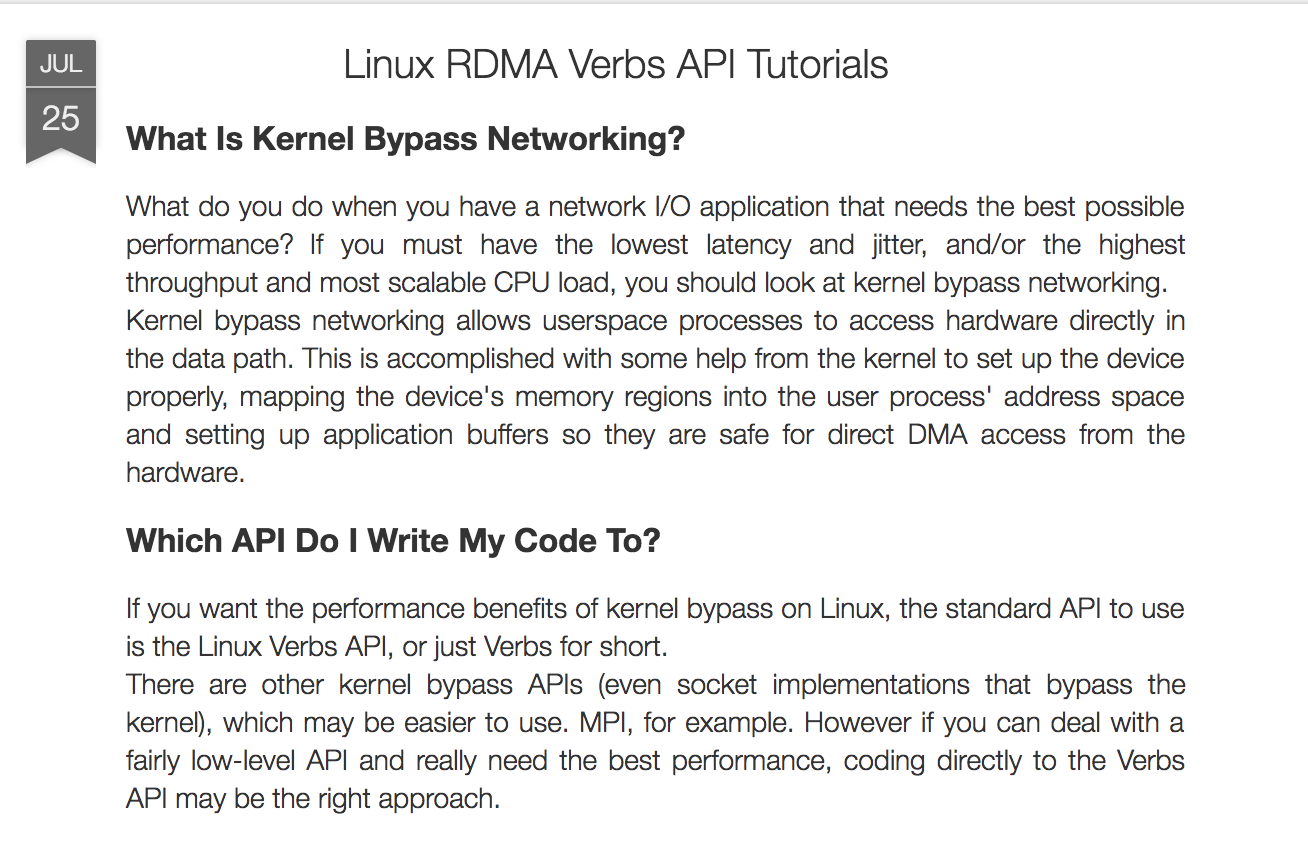 JUL
25
Linux RDMA Verbs API Tutorials
What Is Kernel Bypass Networking?
What do you do when you have a network I/O application that needs the best possible
performance? If you must have the lowest latency and jitter, and/or the highest
throughput and most scalable CPU load, you should look at kernel bypass networking.
Kernel bypass networking allows userspace processes to access hardware directly in
the data path. This is accomplished with some help from the kernel to set up the device
properly, mapping the device's memory regions into the user process' address space
and setting up application buffers so they are safe for direct DMA access from the
hardware.
Which API Do I Write My Code To?
If you want the performance benefits of kernel bypass on Linux, the standard API to use
is the Linux Verbs API, or just Verbs for short.
There are other kernel bypass APIs (even socket implementations that bypass the
kernel), which may be easier to use. MPI, for example. However if you can deal with a
fairly low-level API and really need the best performance, coding directly to the Verbs
API may be the right approach.